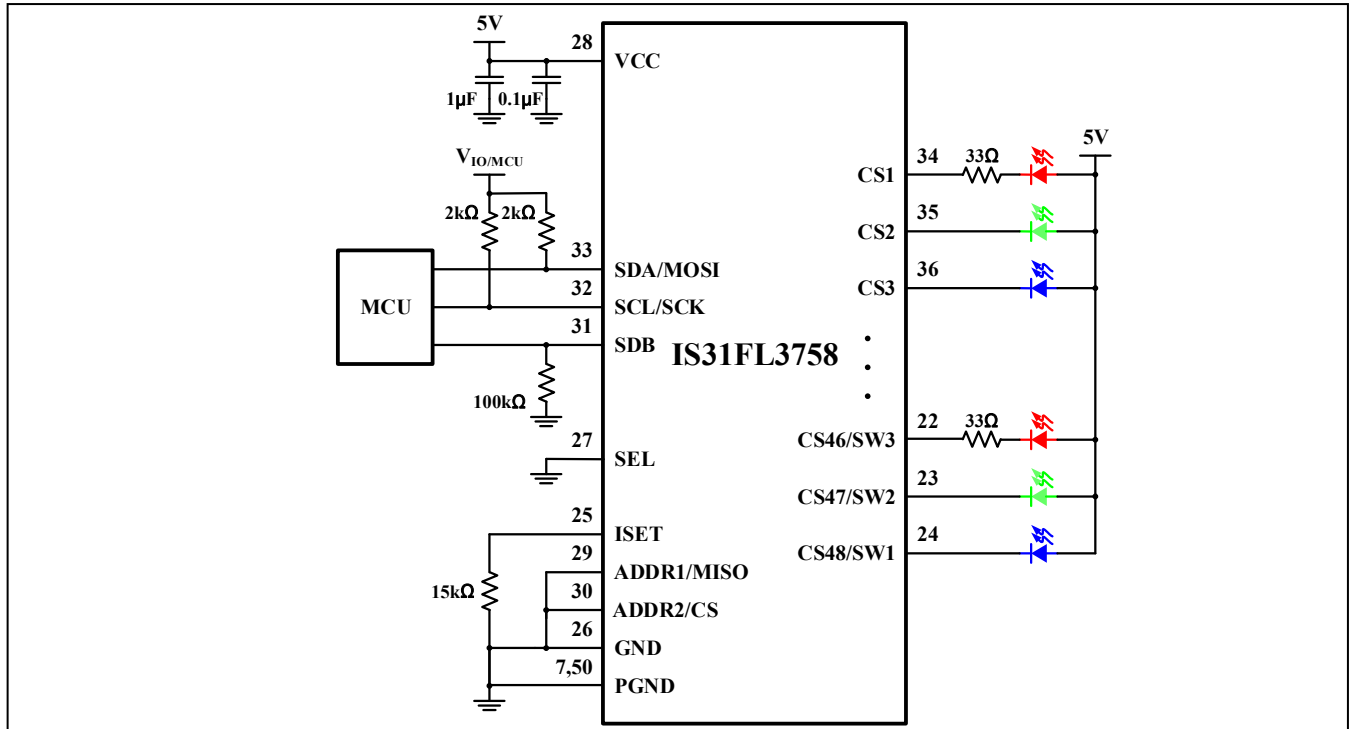 5V
28
VCC
1µF 0.1µF
V_IO/MCU
2kΩ 2kΩ
33
SDA/MOSI
32
SCL/SCK
31
SDB
MCU
100kΩ
27
SEL
25
ISET
29
ADDR1/MISO
15kΩ
30
ADDR2/CS
26
GND
7,50
PGND
IS31FL3758
5V
34
33Ω
CS1
35
CS2
36
CS3
22
33Ω
CS46/SW3
23
CS47/SW2
24
CS48/SW1